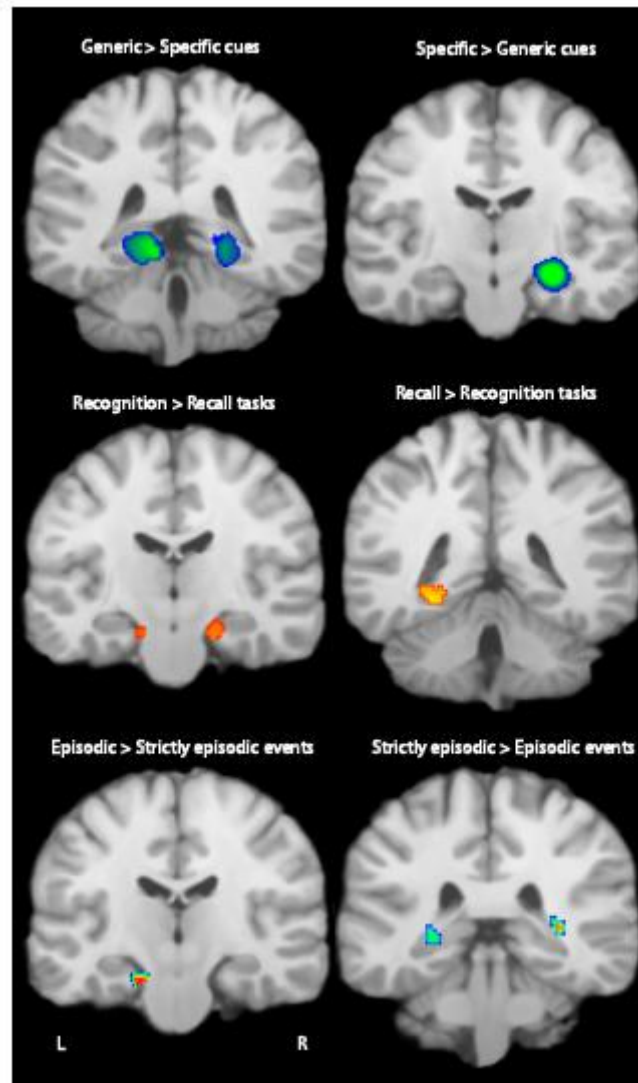 Generic > Specific cues
Specific > Generic cues
Recognition > Recall tasks
Recall > Recognition tasks
Episodic > Strictly episodic events
Strictly episodic > Episodic events
L
R